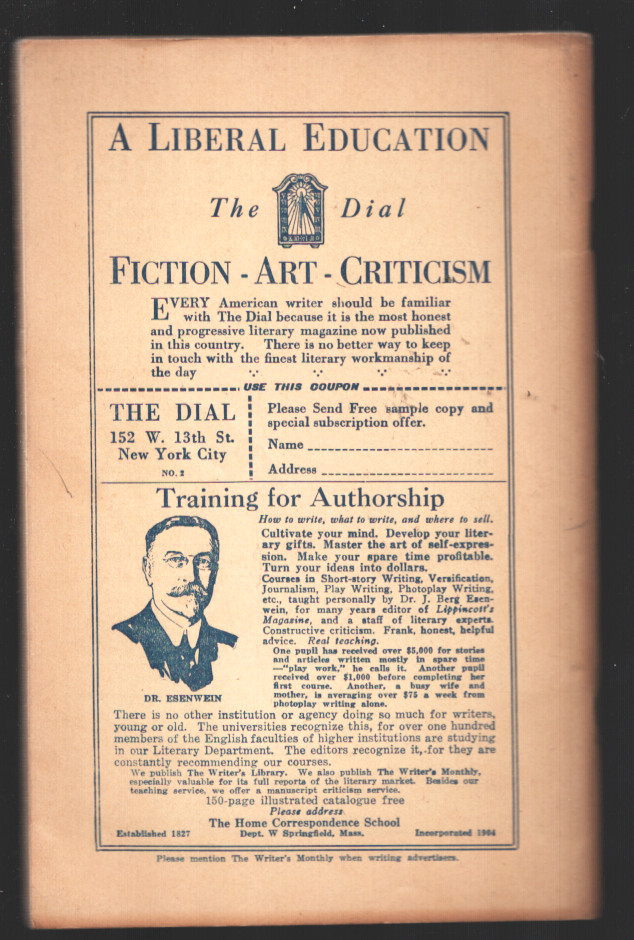 A LIBERAL EDUCATION
The Dial
FICTION - ART - CRITICISM
EVERY American writer should be familiar
with The Dial because it is the most honest
and progressive literary magazine now published
in this country. There is no better way to keep
in touch with the finest literary workmanship of
the day
USE THIS COUPON
THE DIAL
152 W. 13th St.
New York City
NO. 2
Please Send Free sample copy and
special subscription offer.
Name
Address
Training for Authorship
How to write, what to write, and where to sell.
Cultivate your mind. Develop your liter-
ary gifts. Master the art of self-expres-
sion. Make your spare time profitable.
Turn your ideas into dollars.
Courses in Short-story Writing, Versification,
Journalism, Play Writing, Photoplay Writing,
etc., taught personally by Dr. J. Berg Esen-
wein, for many years editor of Lippincott's
Magazine, and a staff of literary experts.
Constructive criticism. Frank, honest, helpful
advice. Real teaching.
One pupil has received over $5,000 for stories
and articles written mostly in spare time
—"play work," he calls it. Another pupil
received over $1,000 before completing her
first course. Another, a busy wife and
mother, is averaging over $75 a week from
photoplay writing alone.
DR. ESENWEIN
There is no other institution or agency doing so much for writers,
young or old. The universities recognize this, for over one hundred
members of the English faculties of higher institutions are studying
in our Literary Department. The editors recognize it, for they are
constantly recommending our courses.
We publish The Writer's Library. We also publish The Writer's Monthly,
especially valuable for its full reports of the literary market. Besides our
teaching service, we offer a manuscript criticism service.
150-page illustrated catalogue free
Please address
The Home Correspondence School
Established 1897 Dept. W Springfield, Mass. Incorporated 1904
Please mention The Writer's Monthly when writing advertisers.